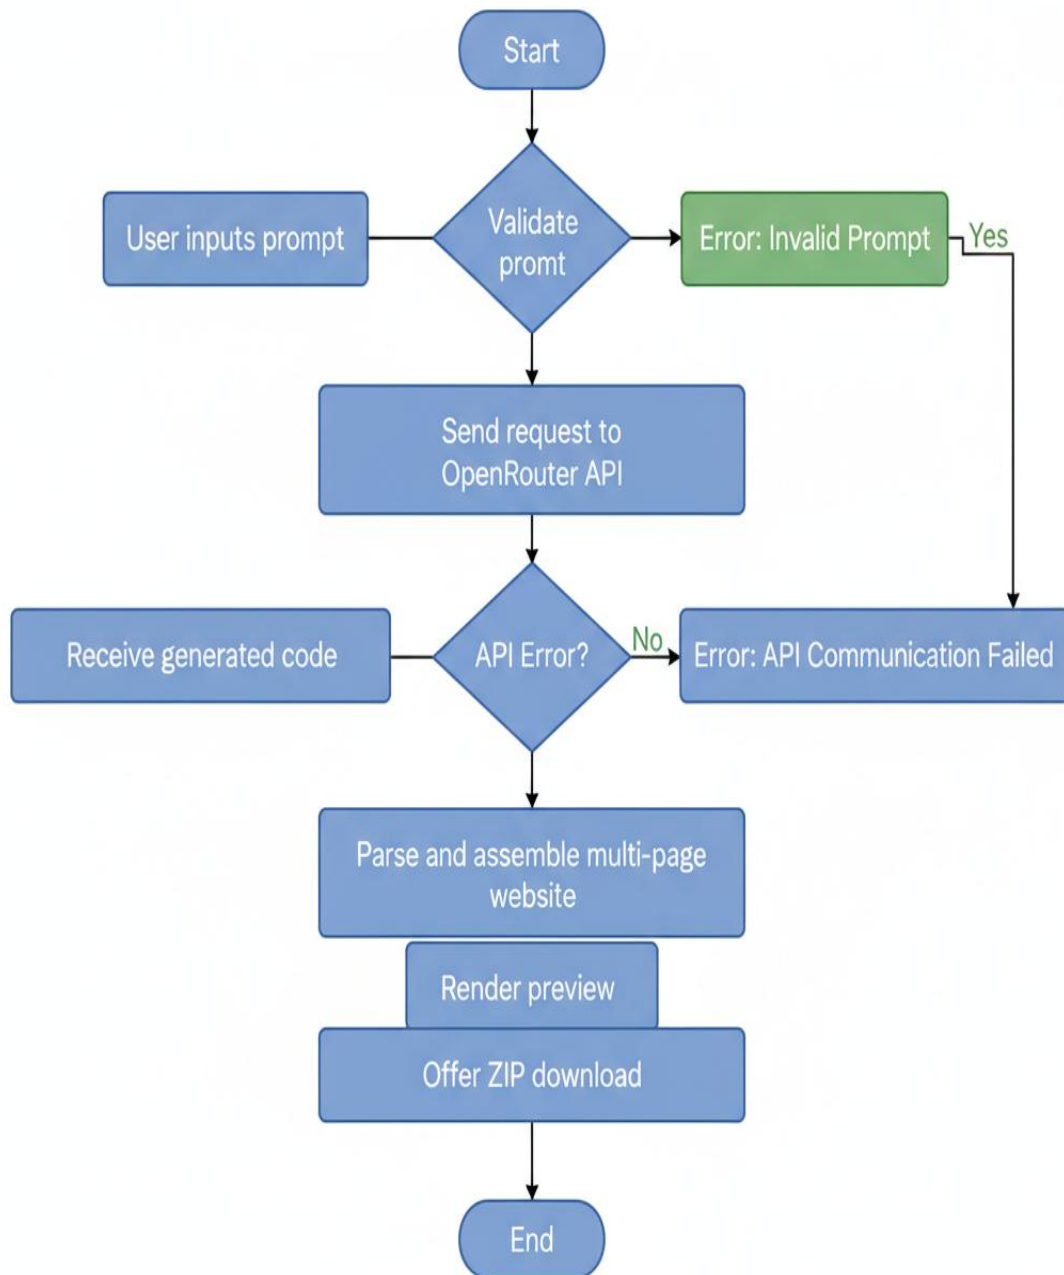 Start
User inputs prompt
Validate
promt
Error: Invalid Prompt
Yes
Send request to
OpenRouter API
Receive generated code
API Error?
No
Error: API Communication Failed
Parse and assemble multi-page
website
Render preview
Offer ZIP download
End